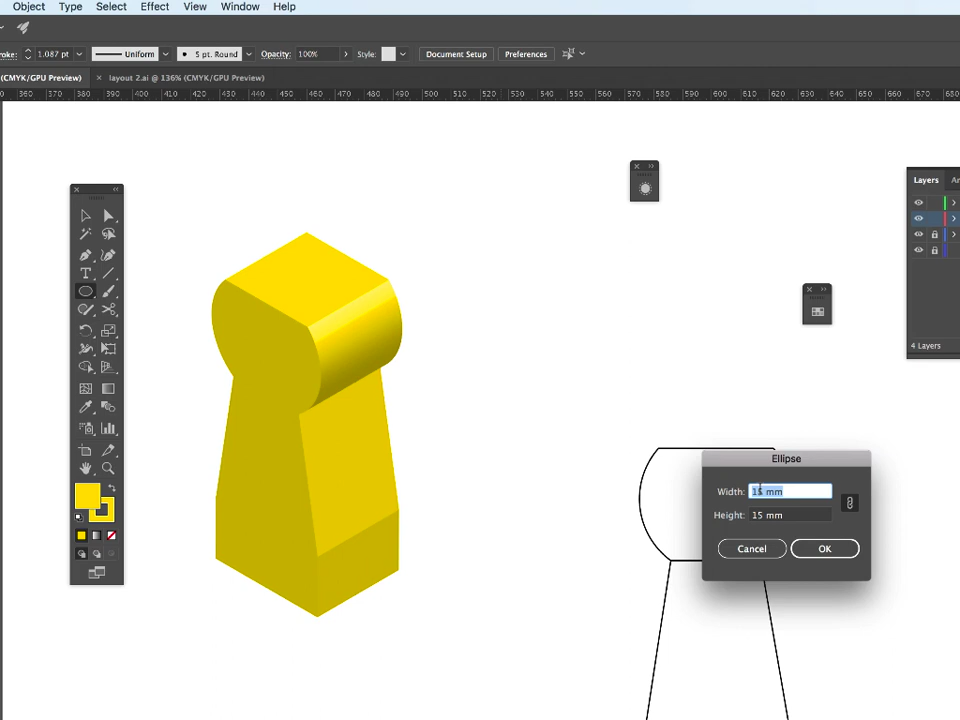 Object Type Select Effect View Window Help
oke: 1.087 pt Uniform 5 pt. Round Opacity: 100% Style: Document Setup Preferences
(CMYK/GPU Preview) × layout 2.ai @ 136% (CMYK/GPU Preview)
360 370 380 390 400 410 420 430 440 450 460 470 480 490 500 510 520 530 540 550 560 570 580 590 600 610 620 630 640 650 660 670 680
Layers Ar
4 Layers
Ellipse
Width: 15 mm
Height: 15 mm
Cancel OK